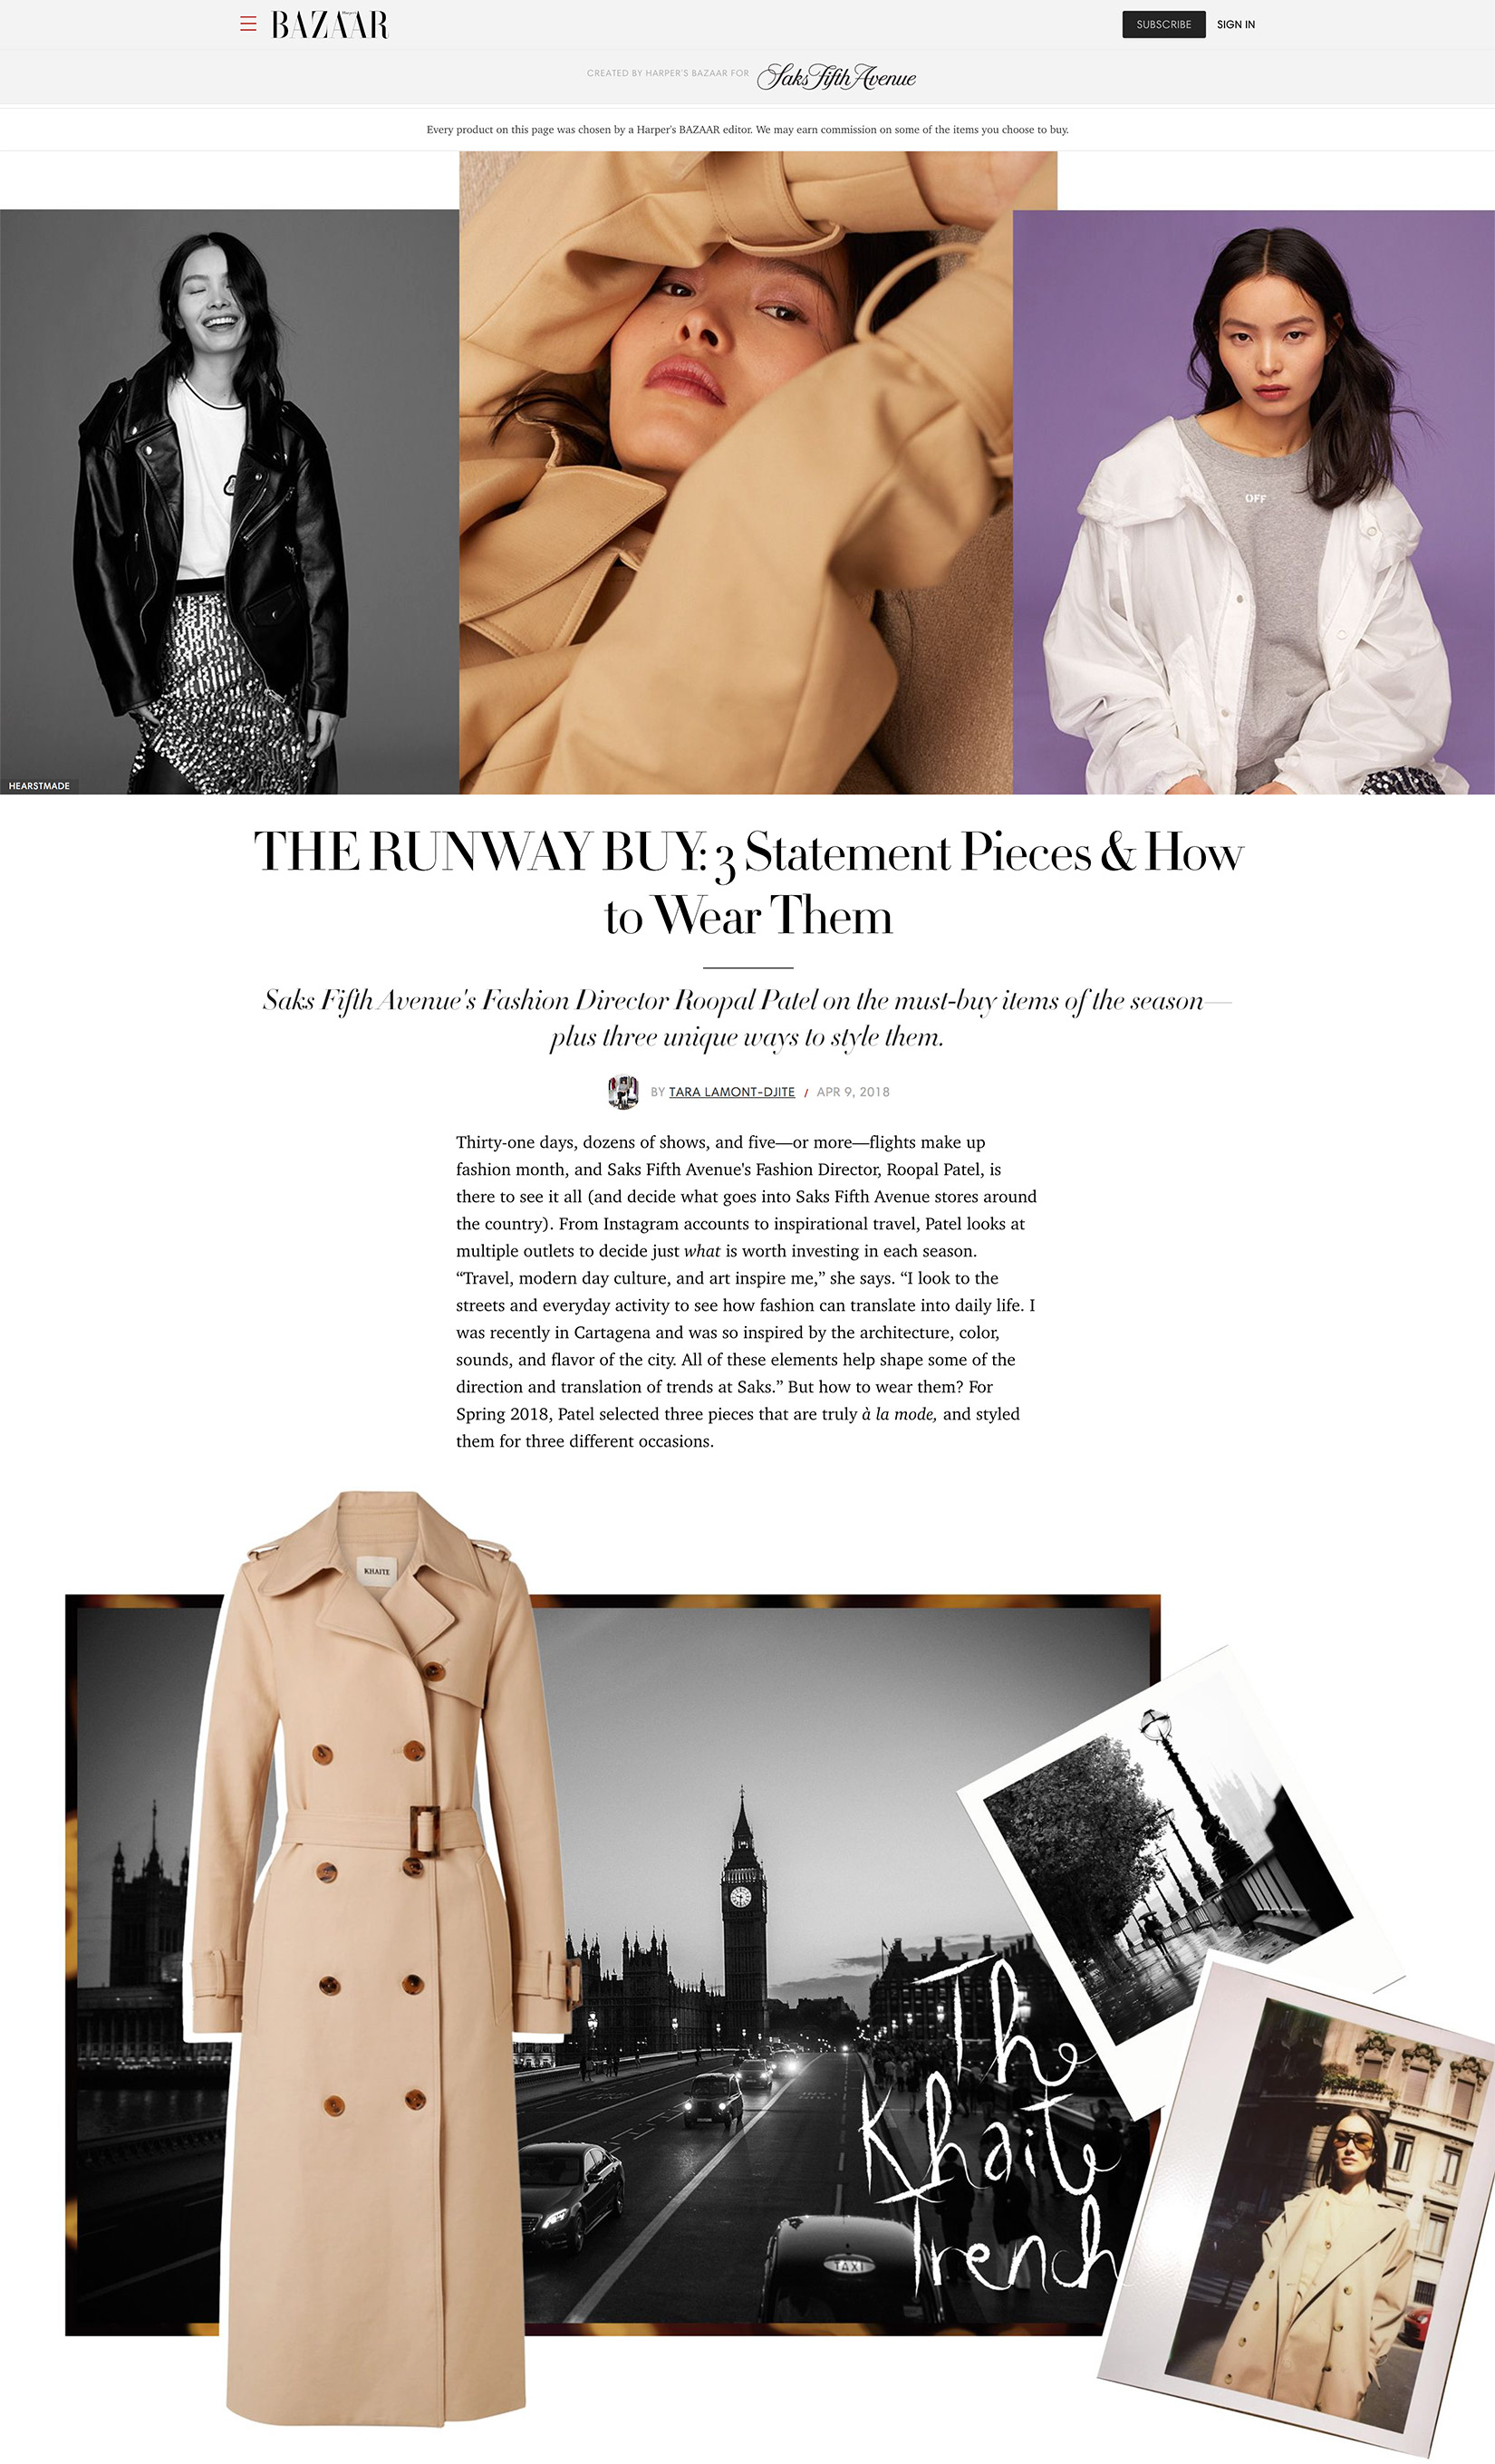 Harper's
BAZAAR
SUBSCRIBE
SIGN IN
CREATED BY HARPER'S BAZAAR FOR Saks Fifth Avenue
Every product on this page was chosen by a Harper's BAZAAR editor. We may earn commission on some of the items you choose to buy.
OFF
HEARSTMADE
THE RUNWAY BUY: 3 Statement Pieces & How
to Wear Them
Saks Fifth Avenue's Fashion Director Roopal Patel on the must-buy items of the season—
plus three unique ways to style them.
BY TARA LAMONT-DJITE / APR 9, 2018
Thirty-one days, dozens of shows, and five—or more—flights make up
fashion month, and Saks Fifth Avenue's Fashion Director, Roopal Patel, is
there to see it all (and decide what goes into Saks Fifth Avenue stores around
the country). From Instagram accounts to inspirational travel, Patel looks at
multiple outlets to decide just what is worth investing in each season.
“Travel, modern day culture, and art inspire me,” she says. “I look to the
streets and everyday activity to see how fashion can translate into daily life. I
was recently in Cartagena and was so inspired by the architecture, color,
sounds, and flavor of the city. All of these elements help shape some of the
direction and translation of trends at Saks.” But how to wear them? For
Spring 2018, Patel selected three pieces that are truly à la mode, and styled
them for three different occasions.
KHAITE
The
Khaite
Trench
TAXI